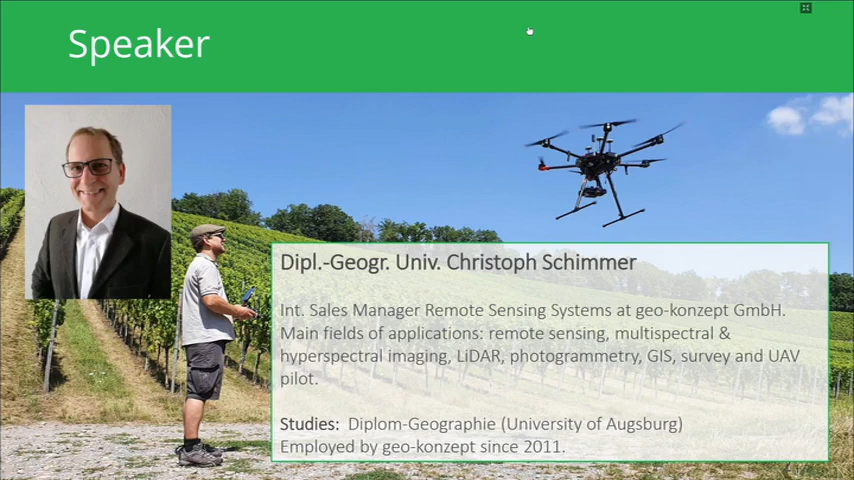 Speaker
Dipl.-Geogr. Univ. Christoph Schimmer
Int. Sales Manager Remote Sensing Systems at geo-konzept GmbH.
Main fields of applications: remote sensing, multispectral &
hyperspectral imaging, LiDAR, photogrammetry, GIS, survey and UAV
pilot.
Studies: Diplom-Geographie (University of Augsburg)
Employed by geo-konzept since 2011.